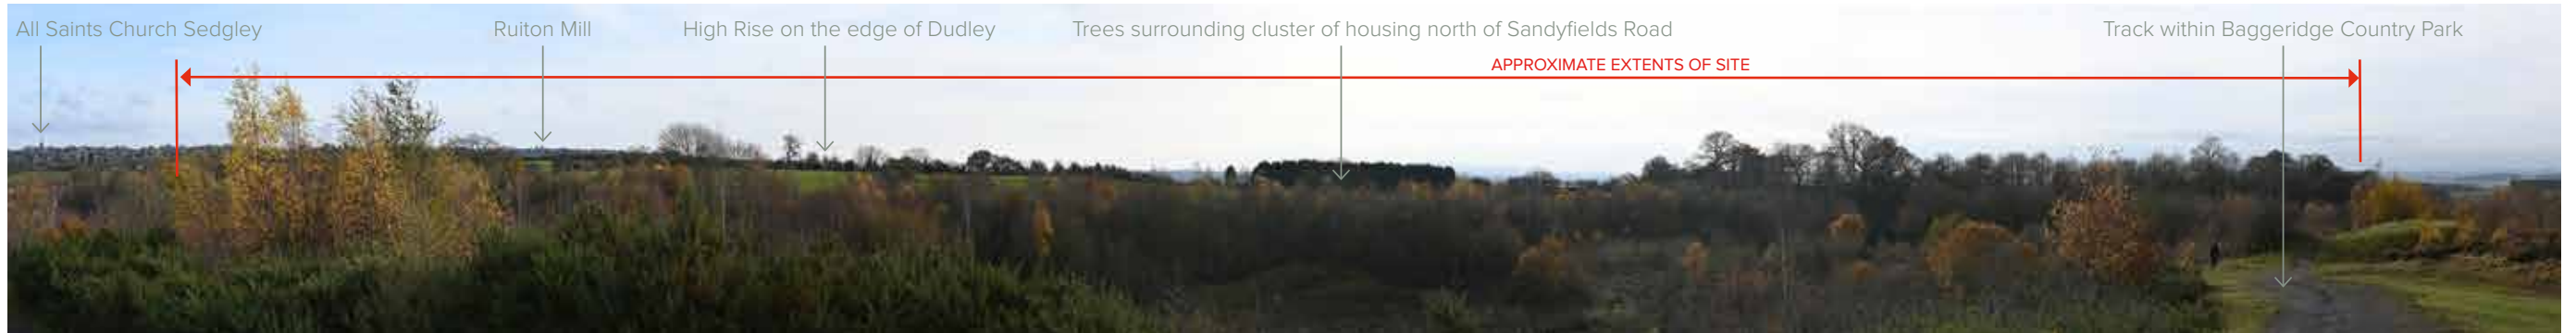 All Saints Church Sedgley
Ruiton Mill
High Rise on the edge of Dudley
Trees surrounding cluster of housing north of Sandyfields Road
Track within Baggeridge Country Park
APPROXIMATE EXTENTS OF SITE